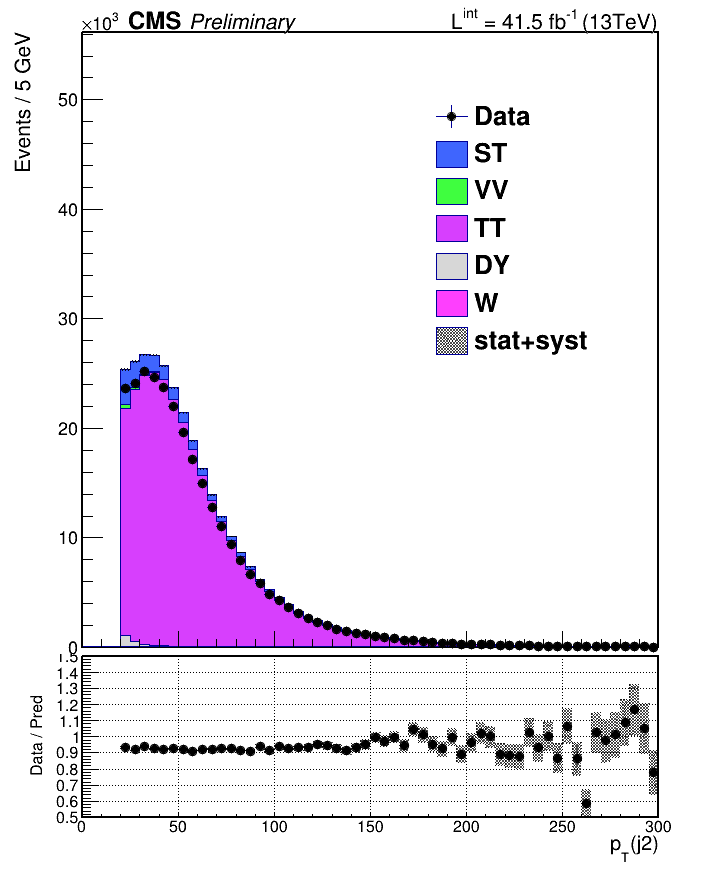 ×10³ CMS Preliminary L^int = 41.5 fb⁻¹ (13TeV)
Events / 5 GeV
50
40
30
20
10
0
Data
ST
VV
TT
DY
W
stat+syst
Data / Pred
1.5
1.4
1.3
1.2
1.1
1
0.9
0.8
0.7
0.6
0.5
0 50 100 150 200 250 300
p_T(j2)